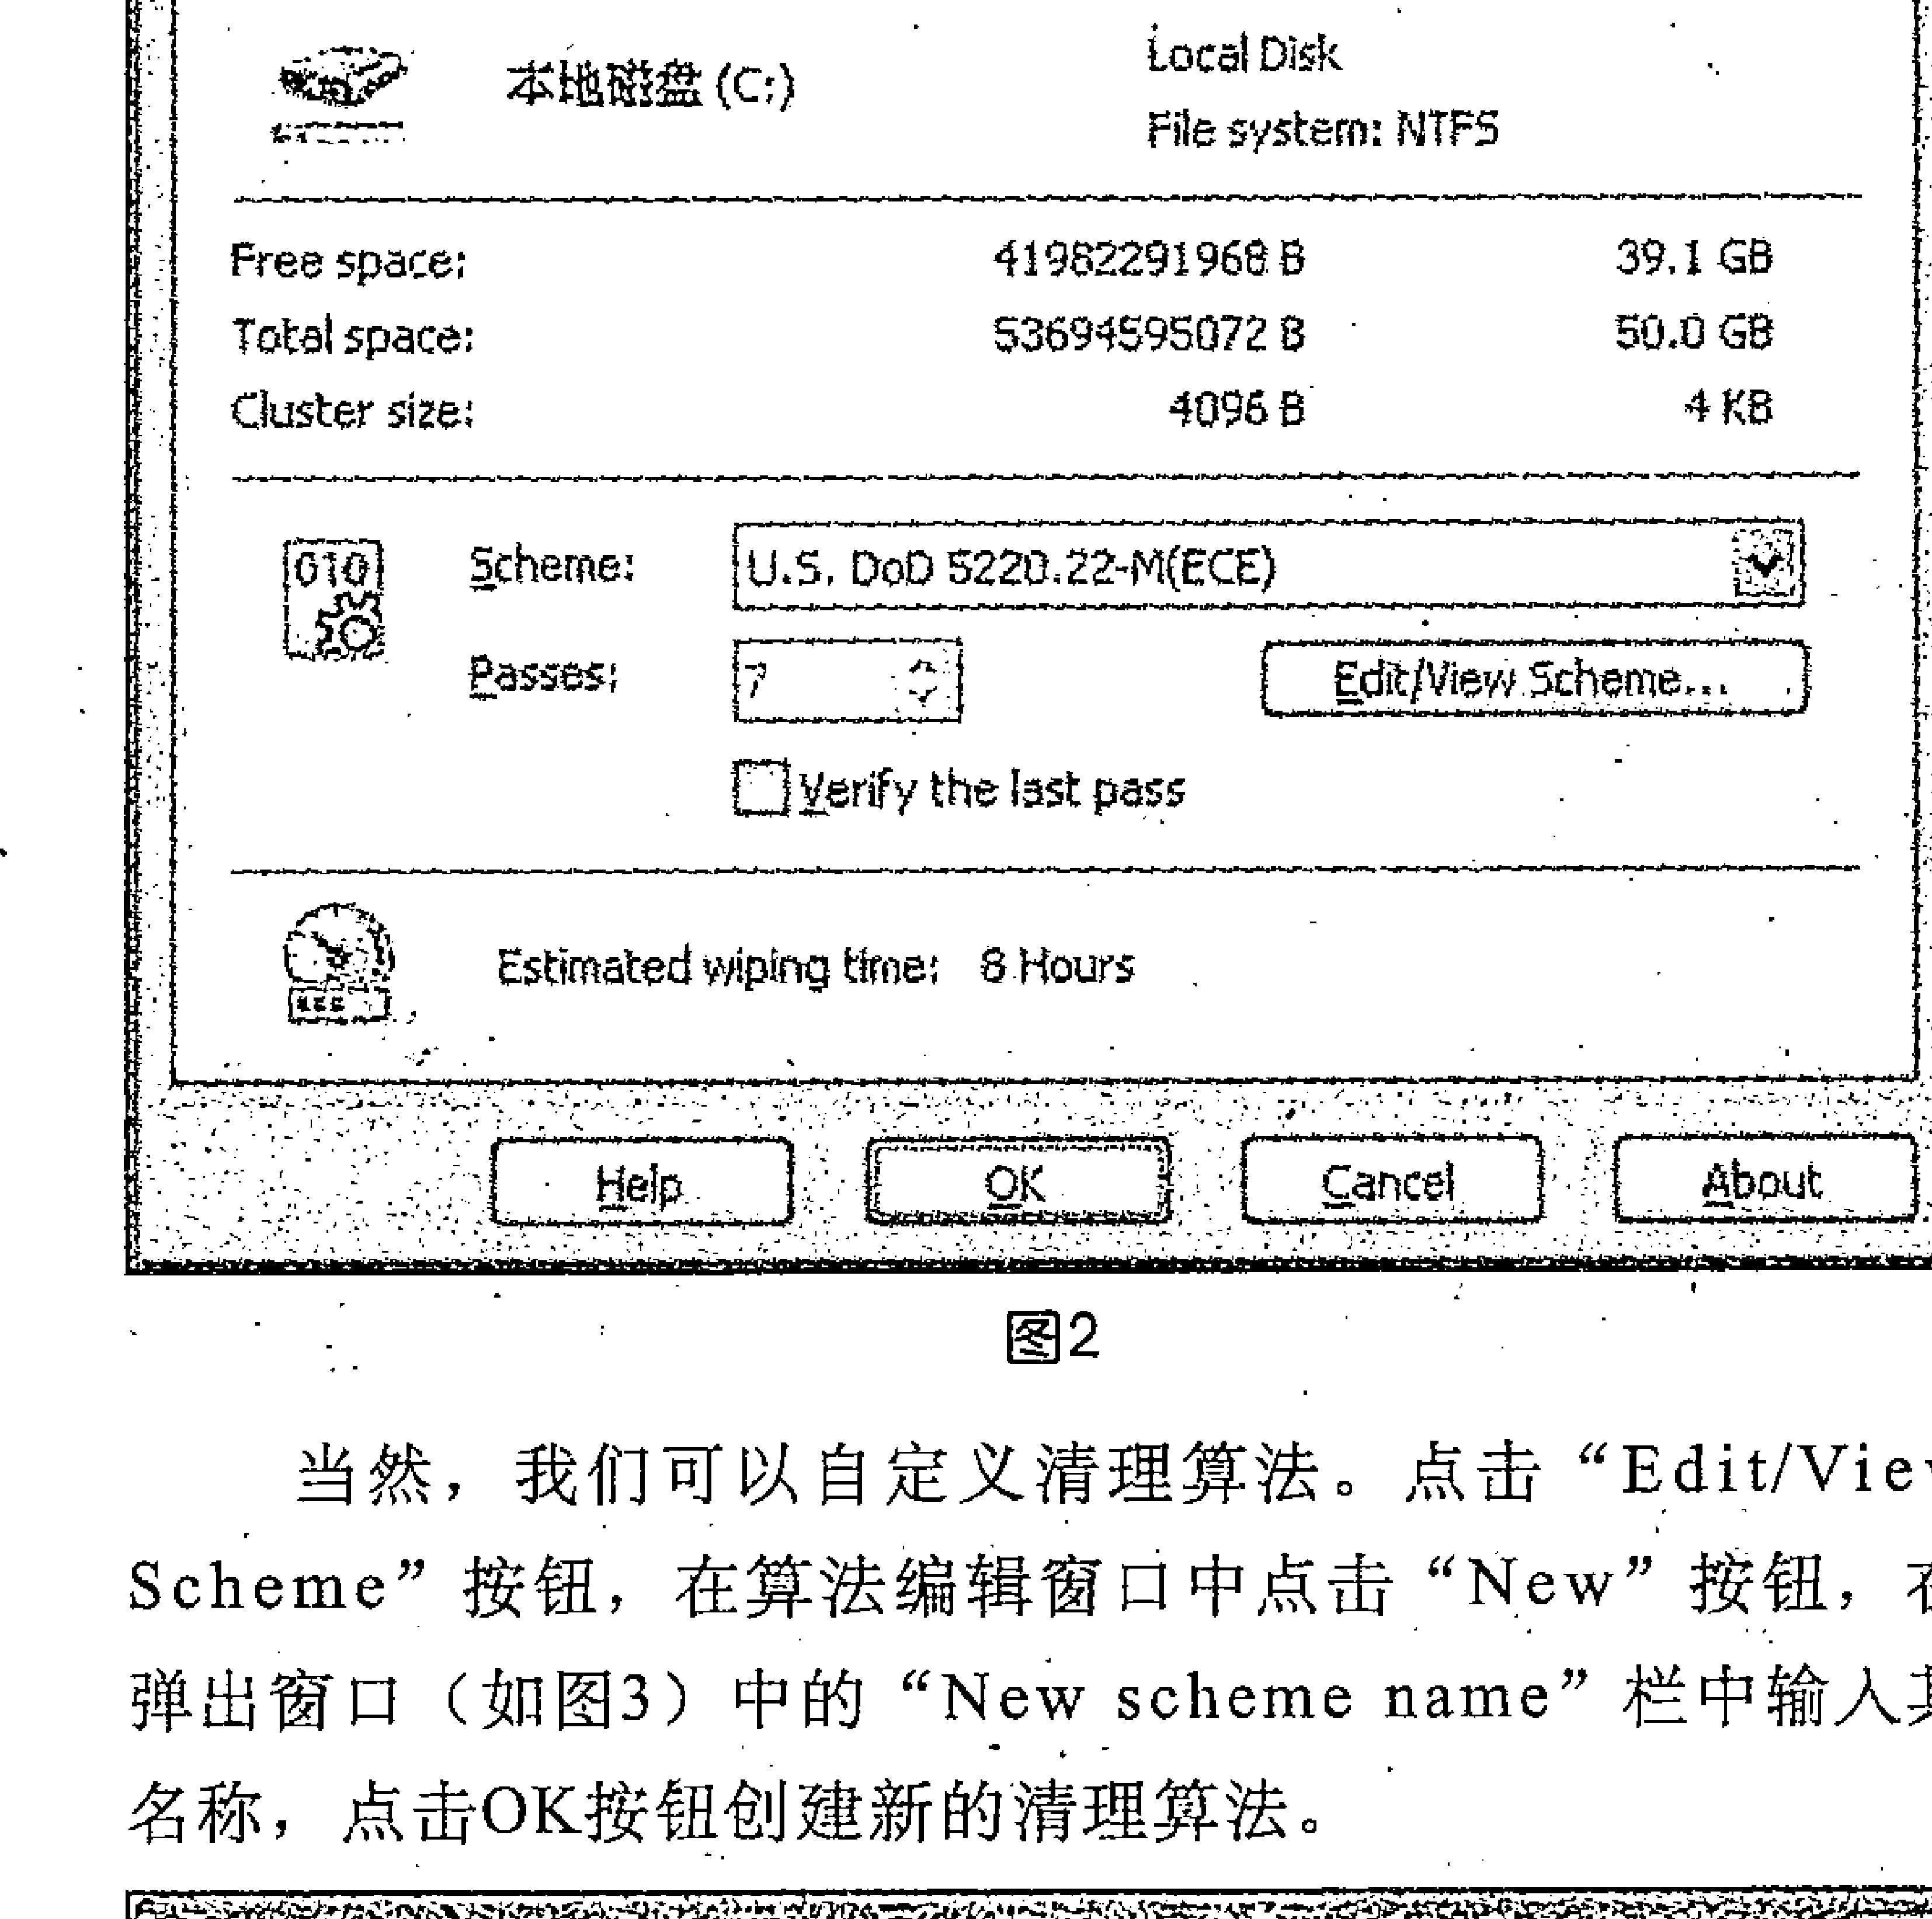 Local Disk
本地磁盘 (C:)
File system: NTFS
Free space: 41982291968 B 39.1 GB
Total space: 53694595072 B 50.0 GB
Cluster size: 4096 B 4 KB
010
Scheme: U.S. DoD 5220.22-M(ECE)
Passes: 7 Edit/View Scheme...
Verify the last pass
Estimated wiping time: 8 Hours
Help OK Cancel About
图2
当然，我们可以自定义清理算法。点击“Edit/View
Scheme”按钮，在算法编辑窗口中点击“New”按钮，在
弹出窗口（如图3）中的“New scheme name”栏中输入其
名称，点击OK按钮创建新的清理算法。